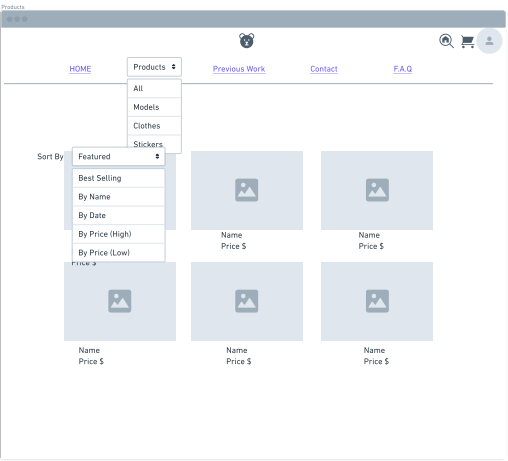 Products
HOME
Products
Previous Work
Contact
F.A.Q
All
Models
Clothes
Stickers
Sort By
Featured
Best Selling
By Name
By Date
By Price (High)
By Price (Low)
Price $
Name
Price $
Name
Price $
Name
Price $
Name
Price $
Name
Price $